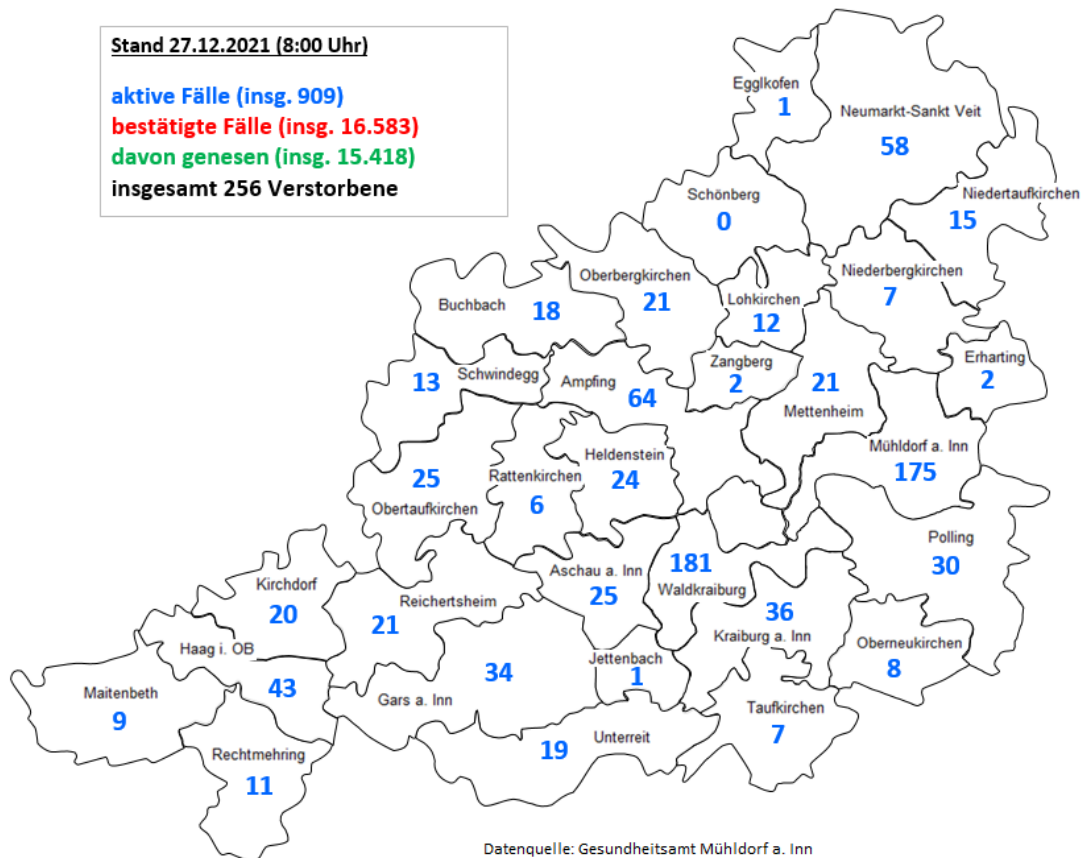 Stand 27.12.2021 (8:00 Uhr)
aktive Fälle (insg. 909)
bestätigte Fälle (insg. 16.583)
davon genesen (insg. 15.418)
insgesamt 256 Verstorbene
Egglkofen
1
Neumarkt-Sankt Veit
58
Schönberg
0
Niedertaufkirchen
15
Oberbergkirchen
21
Niederbergkirchen
7
Buchbach 18
Lohkirchen
12
Schwindegg
13
Ampfing
64
Zangberg
2
21
Mettenheim
Erharting
2
Heldenstein
24
Mühldorf a. Inn
175
25
Obertaufkirchen
Rattenkirchen
6
Polling
30
Aschau a. Inn
25
181
Waldkraiburg
Kirchdorf
20
Reichertsheim
21
36
Kraiburg a. Inn
Haag i. OB
43
Oberneukirchen
8
Jettenbach
1
34
Gars a. Inn
Maitenbeth
9
Taufkirchen
7
19 Unterreit
Rechtmehring
11
Datenquelle: Gesundheitsamt Mühldorf a. Inn